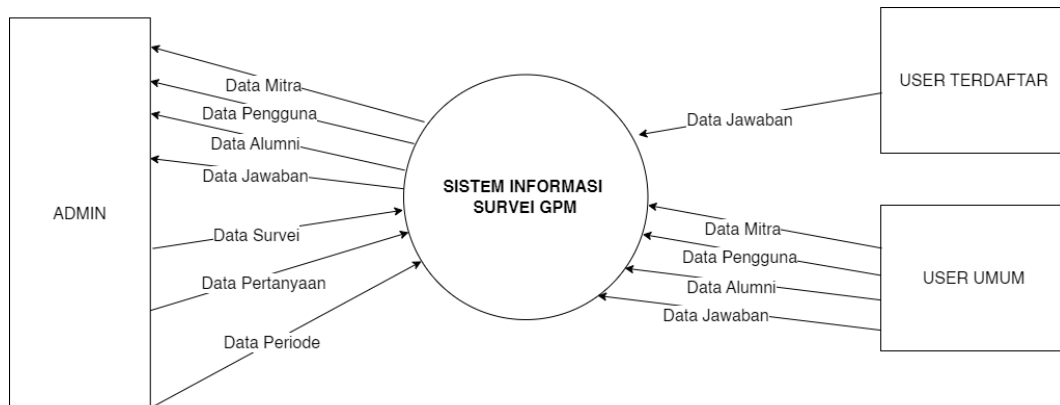 ADMIN
Data Mitra
Data Pengguna
Data Alumni
Data Jawaban
Data Survei
Data Pertanyaan
Data Periode
SISTEM INFORMASI
SURVEI GPM
Data Jawaban
USER TERDAFTAR
Data Mitra
Data Pengguna
Data Alumni
Data Jawaban
USER UMUM